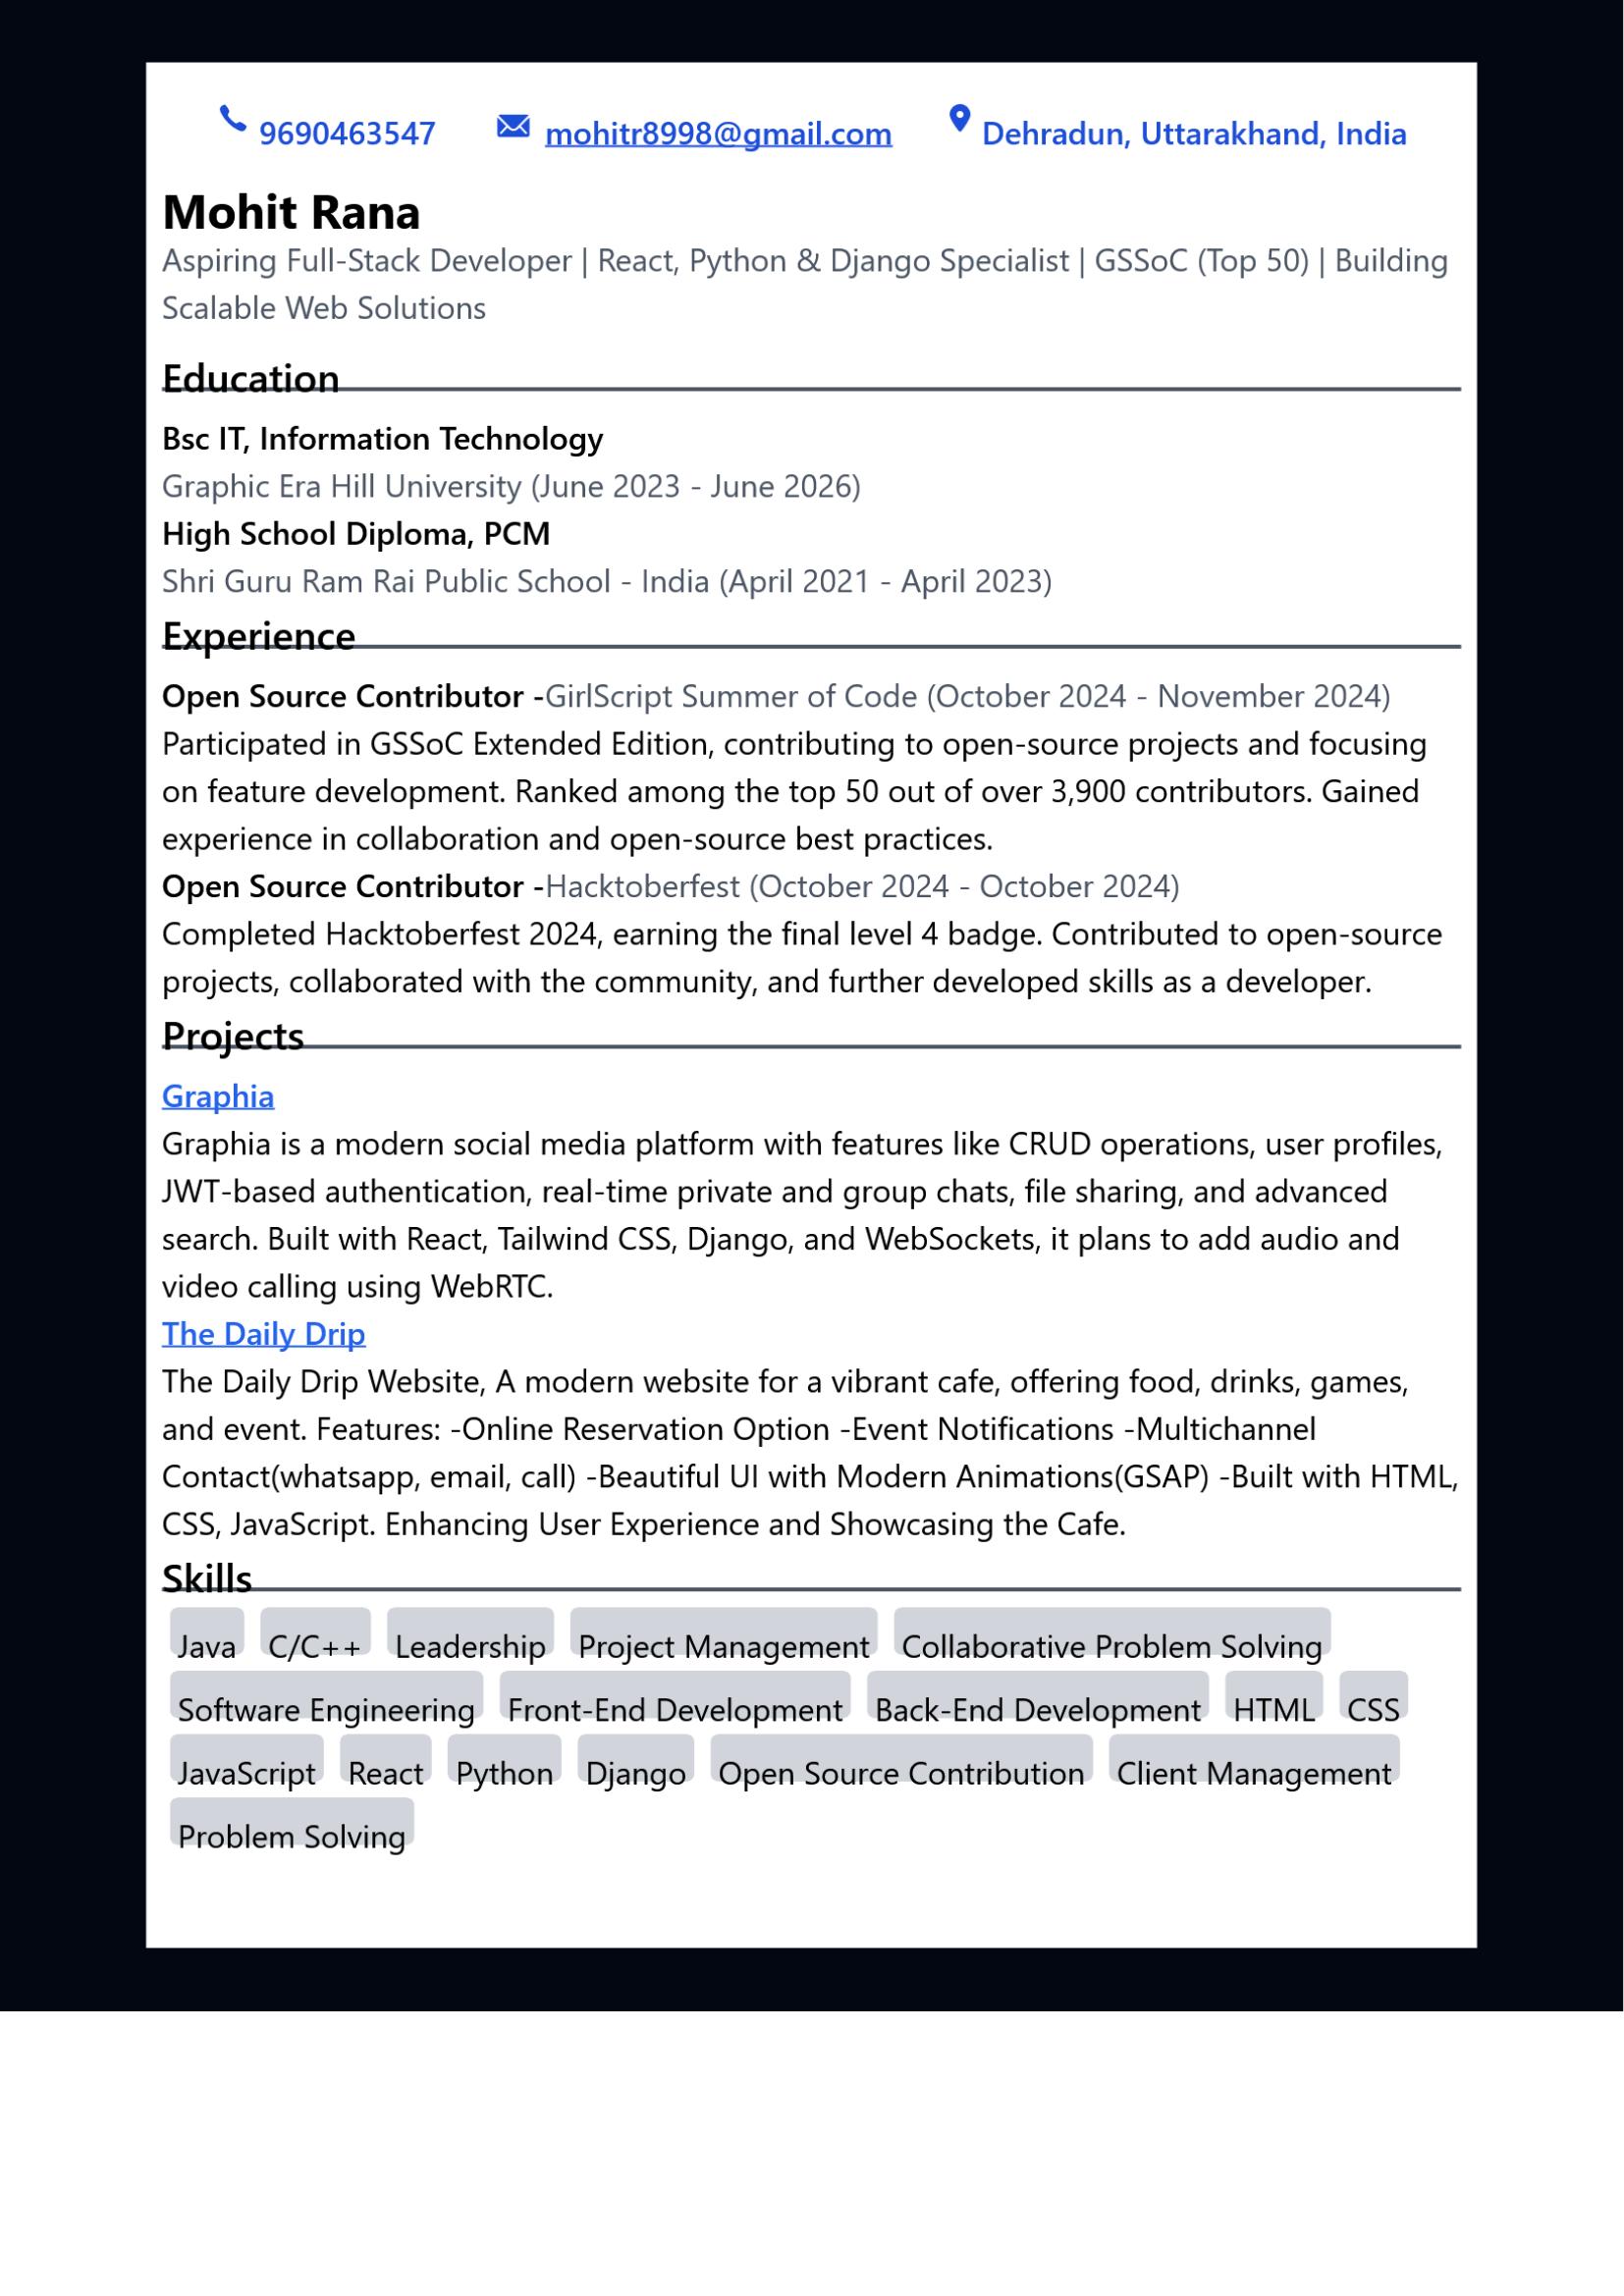 9690463547 mohitr8998@gmail.com Dehradun, Uttarakhand, India
Mohit Rana
Aspiring Full-Stack Developer | React, Python & Django Specialist | GSSoC (Top 50) | Building
Scalable Web Solutions
Education
Bsc IT, Information Technology
Graphic Era Hill University (June 2023 - June 2026)
High School Diploma, PCM
Shri Guru Ram Rai Public School - India (April 2021 - April 2023)
Experience
Open Source Contributor -GirlScript Summer of Code (October 2024 - November 2024)
Participated in GSSoC Extended Edition, contributing to open-source projects and focusing
on feature development. Ranked among the top 50 out of over 3,900 contributors. Gained
experience in collaboration and open-source best practices.
Open Source Contributor -Hacktoberfest (October 2024 - October 2024)
Completed Hacktoberfest 2024, earning the final level 4 badge. Contributed to open-source
projects, collaborated with the community, and further developed skills as a developer.
Projects
Graphia
Graphia is a modern social media platform with features like CRUD operations, user profiles,
JWT-based authentication, real-time private and group chats, file sharing, and advanced
search. Built with React, Tailwind CSS, Django, and WebSockets, it plans to add audio and
video calling using WebRTC.
The Daily Drip
The Daily Drip Website, A modern website for a vibrant cafe, offering food, drinks, games,
and event. Features: -Online Reservation Option -Event Notifications -Multichannel
Contact(whatsapp, email, call) -Beautiful UI with Modern Animations(GSAP) -Built with HTML,
CSS, JavaScript. Enhancing User Experience and Showcasing the Cafe.
Skills
Java C/C++ Leadership Project Management Collaborative Problem Solving
Software Engineering Front-End Development Back-End Development HTML CSS
JavaScript React Python Django Open Source Contribution Client Management
Problem Solving